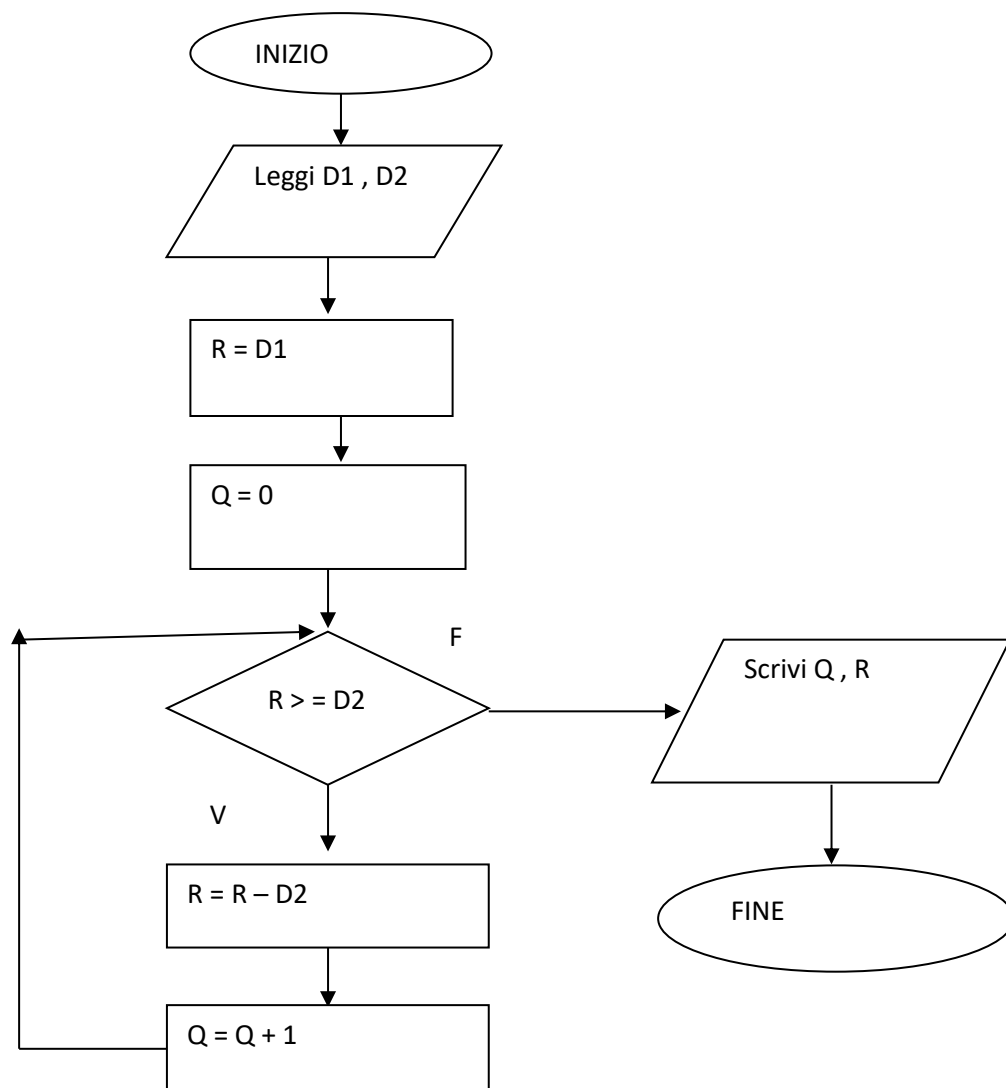 INIZIO
Leggi D1 , D2
R = D1
Q = 0
F
R > = D2
Scrivi Q , R
V
R = R – D2
FINE
Q = Q + 1